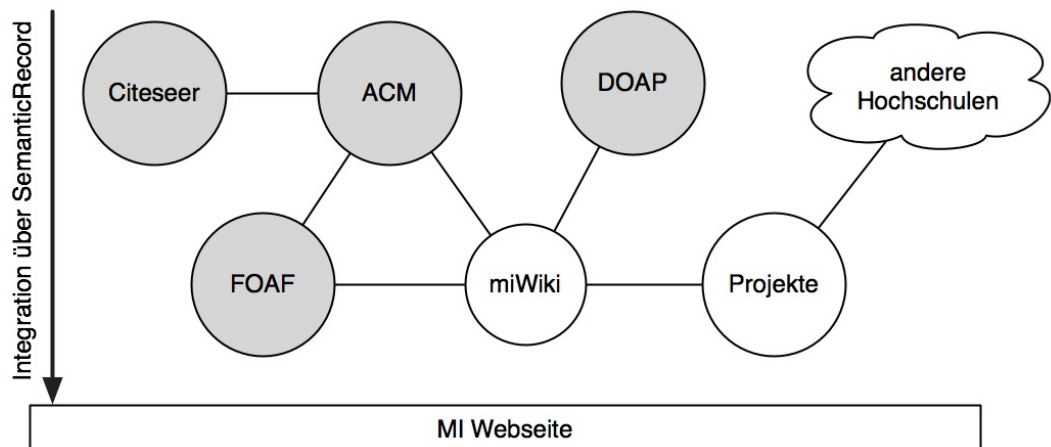 Integration über SemanticRecord
Citeseer
ACM
DOAP
andere
Hochschulen
FOAF
miWiki
Projekte
MI Webseite